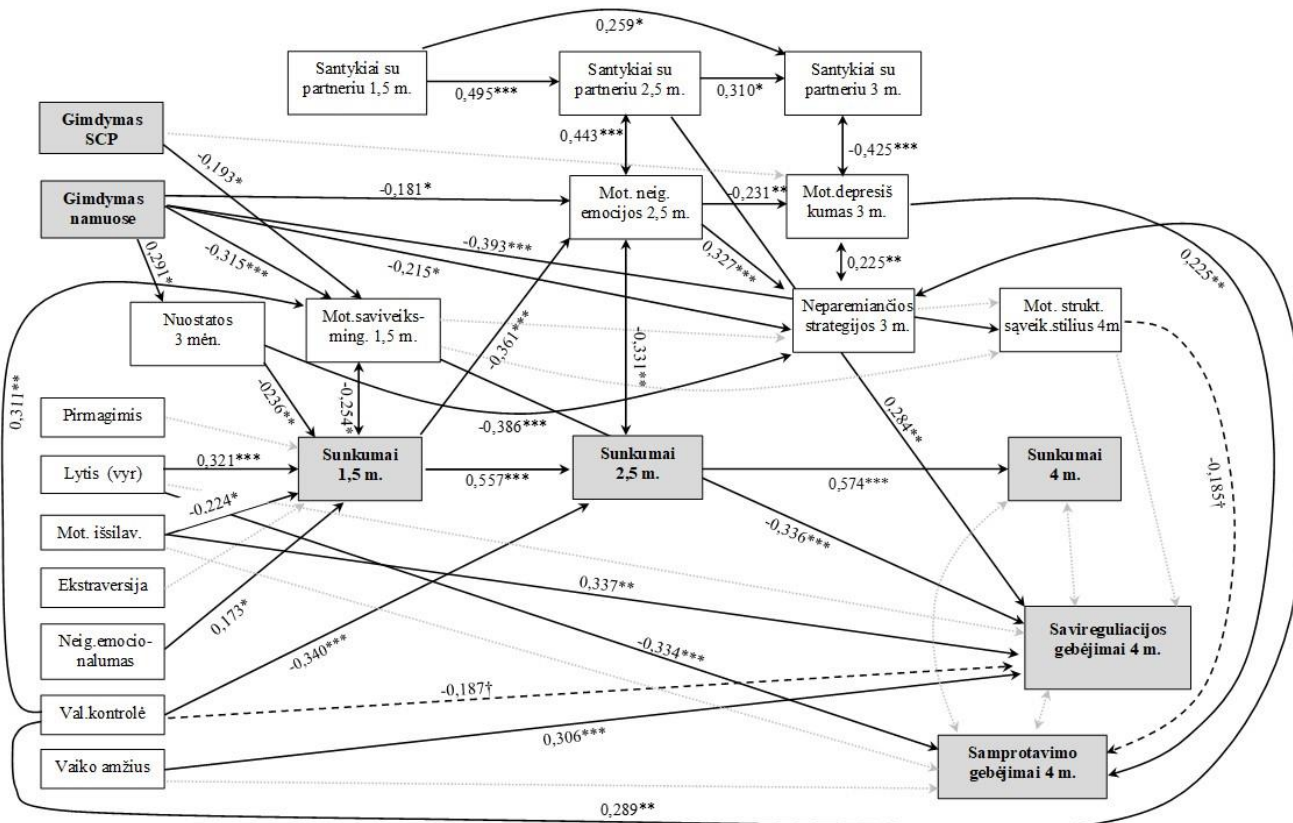 0,259*
Santykiai su
partneriu 1,5 m.
Santykiai su
partneriu 2,5 m.
Santykiai su
partneriu 3 m.
0,495***
0,310*
Gimdymas
SCP
0,443***
-0,425***
-0,193*
Gimdymas
namuose
-0,181*
Mot. neig.
emocijos 2,5 m.
-0,231**
Mot.depresiš
kumas 3 m.
0,291*
-0,315***
-0,393***
-0,215*
0,327***
0,225**
0,225**
Nuostatos
3 mėn.
Mot.saviveiks-
ming. 1,5 m.
Neparemiančios
strategijos 3 m.
Mot. strukt.
sąveik.stilius 4m
0,311**
-0236**
-0,254*
-0,361***
-0,331**
-0,386***
0,284**
-0,185†
Pirmagimis
Lytis (vyr)
0,321***
Sunkumai
1,5 m.
0,557***
Sunkumai
2,5 m.
0,574***
Sunkumai
4 m.
Mot. išsilav.
-0,224*
-0,336***
Ekstraversija
0,337**
Neig.emocio-
nalumas
0,173*
-0,340***
-0,334***
Savireguliacijos
gebėjimai 4 m.
Val.kontrolė
-0,187†
Vaiko amžius
0,306***
Samprotavimo
gebėjimai 4 m.
0,289**